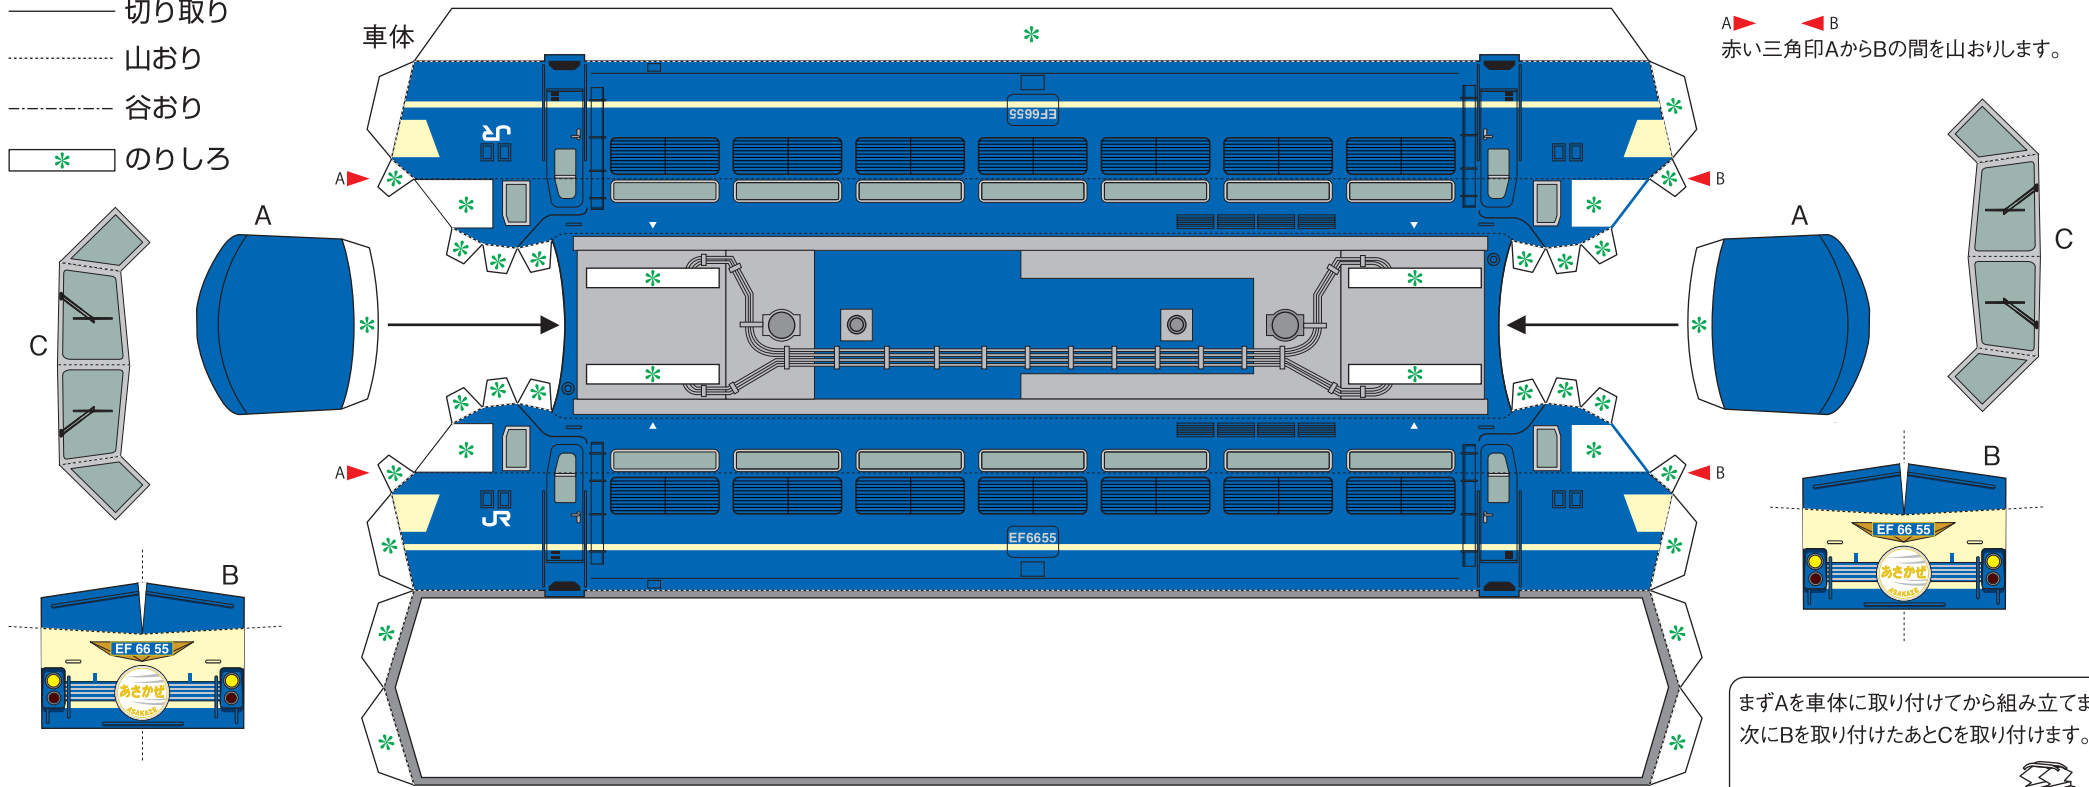 切り取り
山おり
谷おり
* のりしろ
車体
A B
赤い三角印AからBの間を山おりします。
EF6655
JR
A B
A
C
A
C
A B
JR
EF6655
B
EF 66 55
あさかぜ
ASAKAZE
B
EF 66 55
あさかぜ
ASAKAZE
まずAを車体に取り付けてから組み立てま
次にBを取り付けたあとCを取り付けます。